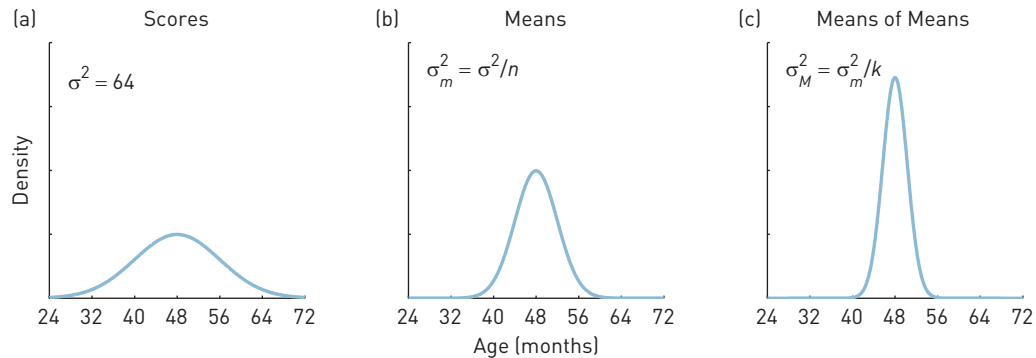 (a) Scores
σ² = 64
24 32 40 48 56 64 72
Density
(b) Means
σ²ₘ = σ²/n
24 32 40 48 56 64 72
Age (months)
(c) Means of Means
σ²_M = σ²ₘ/k
24 32 40 48 56 64 72